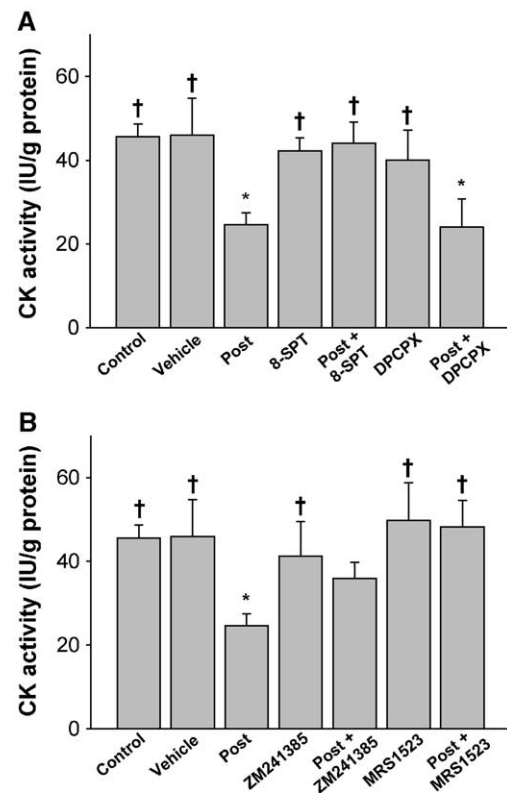 A
CK activity (IU/g protein)
60
40
20
0
†
†
*
†
†
†
*
Control
Vehicle
Post
8-SPT
Post +
8-SPT
DPCPX
Post +
DPCPX
B
CK activity (IU/g protein)
60
40
20
0
†
†
*
†
†
†
Control
Vehicle
Post
ZM241385
Post +
ZM241385
MRS1523
Post +
MRS1523